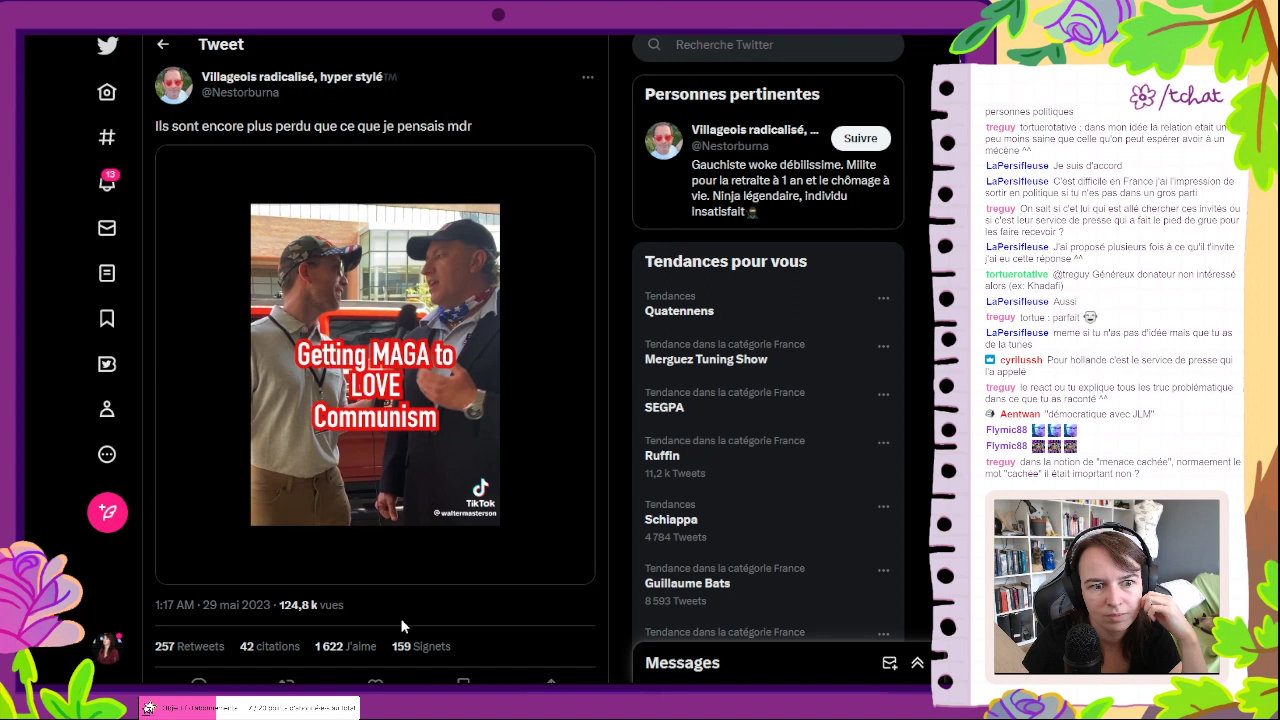 Tweet
Villageois radicalisé, hyper stylé™
@Nestorburna
Ils sont encore plus perdu que ce que je pensais mdr
Getting MAGA to
LOVE
Communism
TikTok
@waltermasterson
1:17 AM · 29 mai 2023 · 124,8 k vues
257 Retweets 42 citations 1 622 J'aime 159 Signets
13
Recherche Twitter
Personnes pertinentes
Villageois radicalisé, ...
@Nestorburna
Suivre
Gauchiste woke débilissime. Milite
pour la retraite à 1 an et le chômage à
vie. Ninja légendaire, individu
insatisfait
Tendances pour vous
Tendances
Quatennens
Tendance dans la catégorie France
Merguez Tuning Show
Tendance dans la catégorie France
SEGPA
Tendance dans la catégorie France
Ruffin
11,2 k Tweets
Tendances
Schiappa
4 784 Tweets
Tendance dans la catégorie France
Guillaume Bats
8 593 Tweets
Tendance dans la catégorie France
Messages
/tchat
personnes politiques
treguy tortuerotative : dans mon idée la relation etait un
peu moins saine que celle qu'on peut espérer avoir à un
mécène ^^
LaPersifleuse Je suis d'accord
LaPersifleuse C'est difficile en France j'ai l'impression de
sortir en politique si tu n'es pas dans un gros parti
treguy On sait si c'et lui qui est allé chercher ces invités ou
si c'est leur service de presse qui a fait le pied de grue pour
les faire recevoir ?
LaPersifleuse J'ai proposé plusieurs fois à ce qu'il t'invite
j'ai eu cette réponse ^^
tortuerotative @treguy Généreux donateur non intéressé
alors (ex: Khadafi)
LaPersifleuse Aussi
treguy tortue : parfait
LaPersifleuse meme si tu n'as pas d'idée mais que tu as
de la tunes
cyrllussh Pour hollande c'est le service de presse qui
l'a appelé
treguy le react ou tu explique tous les truc problématique
dans ce que tu as raconté ^^
Aentwan "démocratique avec JLM"
Flymic88
Flymic88
treguy dans la notion de "menace cachée", normaement le
mot "cachée" il était imoprtant non ?